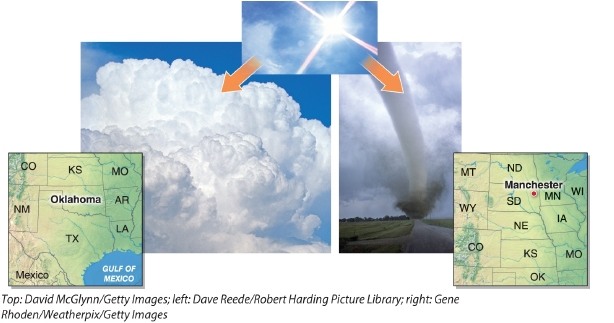 CO
KS
MO
Oklahoma
AR
NM
LA
TX
Mexico
GULF OF
MEXICO
MT
ND
Manchester
MN
WI
SD
WY
IA
NE
CO
KS
MO
OK
Top: David McGlynn/Getty Images; left: Dave Reede/Robert Harding Picture Library; right: Gene
Rhoden/Weatherpix/Getty Images